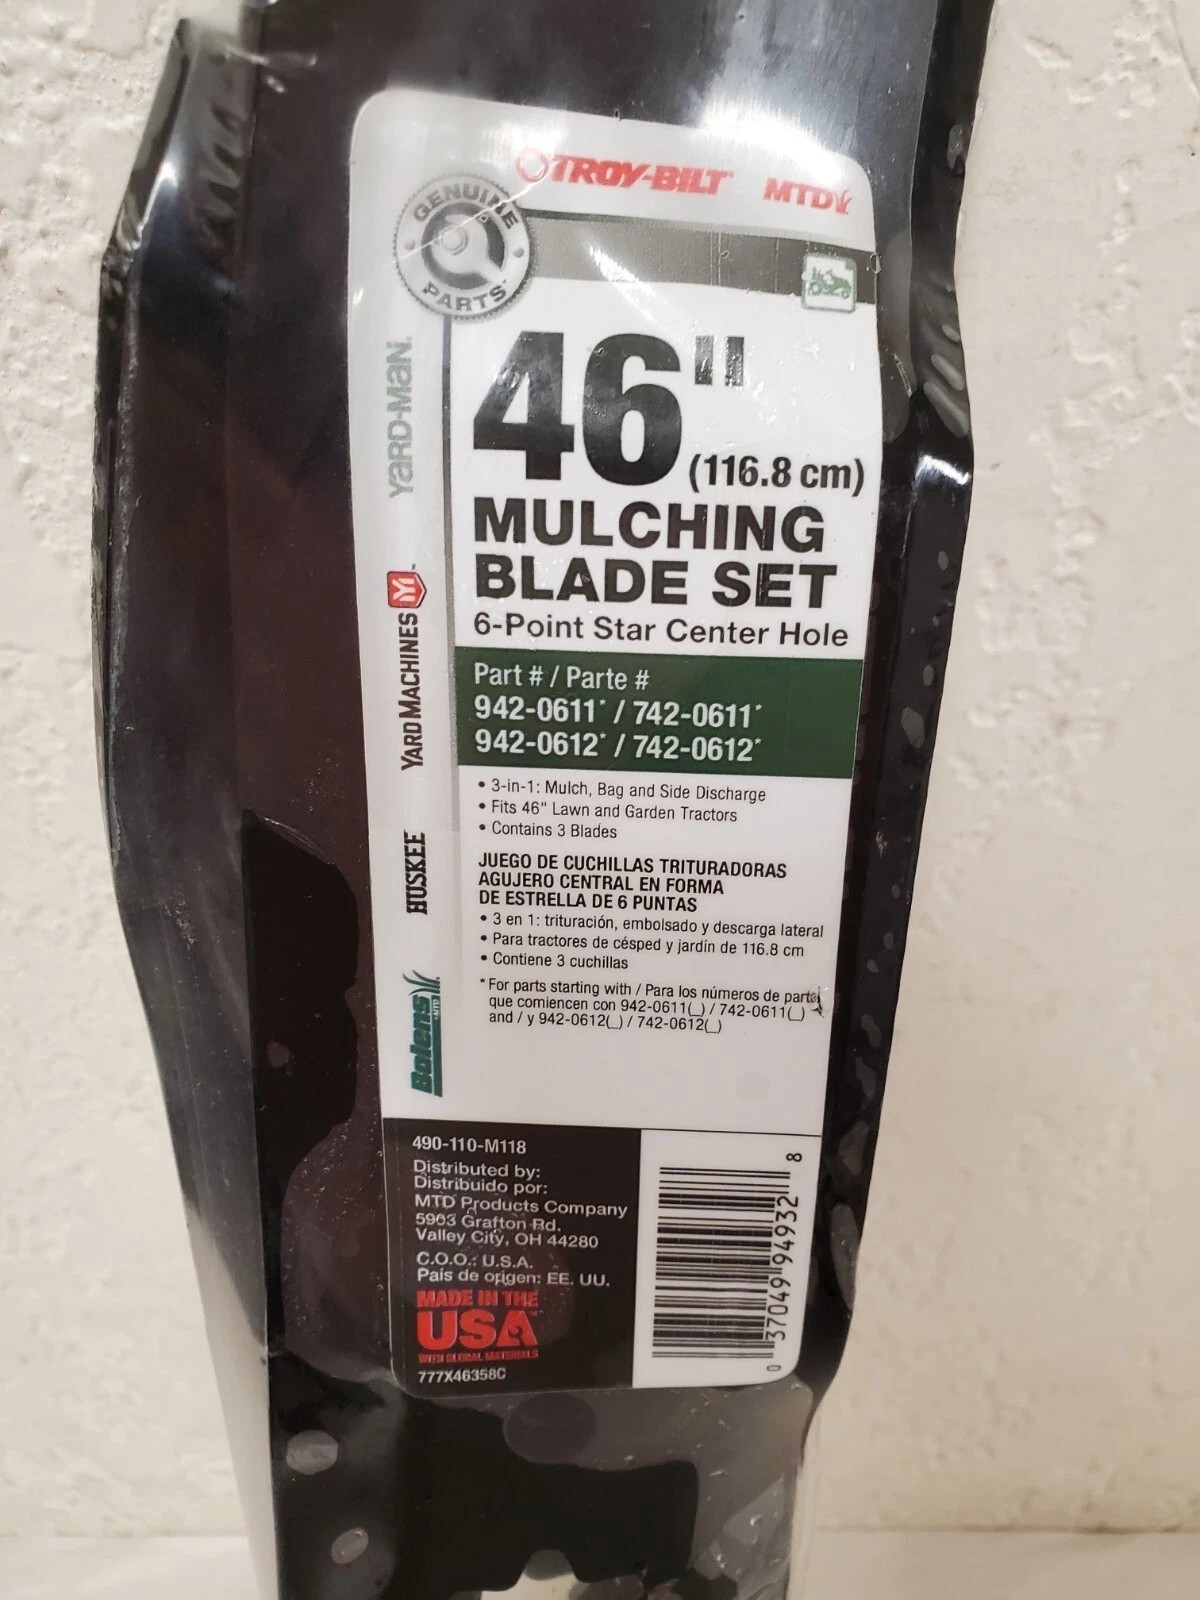 TROY-BILT
MTD
GENUINE
PARTS
46"
(116.8 cm)
MULCHING
BLADE SET
6-Point Star Center Hole
Part # / Parte #
942-0611* / 742-0611*
942-0612* / 742-0612*
• 3-in-1: Mulch, Bag and Side Discharge
• Fits 46" Lawn and Garden Tractors
• Contains 3 Blades
JUEGO DE CUCHILLAS TRITURADORAS
AGUJERO CENTRAL EN FORMA
DE ESTRELLA DE 6 PUNTAS
• 3 en 1: trituración, embolsado y descarga lateral
• Para tractores de césped y jardín de 116.8 cm
• Contiene 3 cuchillas
* For parts starting with / Para los números de parte
que comiencen con 942-0611(_) / 742-0611(_)
and / y 942-0612(_) / 742-0612(_)
YARD-MAN.
YARD MACHINES
HUSKEE
Bolens
MTD
490-110-M118
Distributed by:
Distribuido por:
MTD Products Company
5903 Grafton Rd.
Valley City, OH 44280
C.O.O.: U.S.A.
País de origen: EE. UU.
MADE IN THE
USA
WITH GLOBAL MATERIALS
777X46358C
0 37049 94932 8